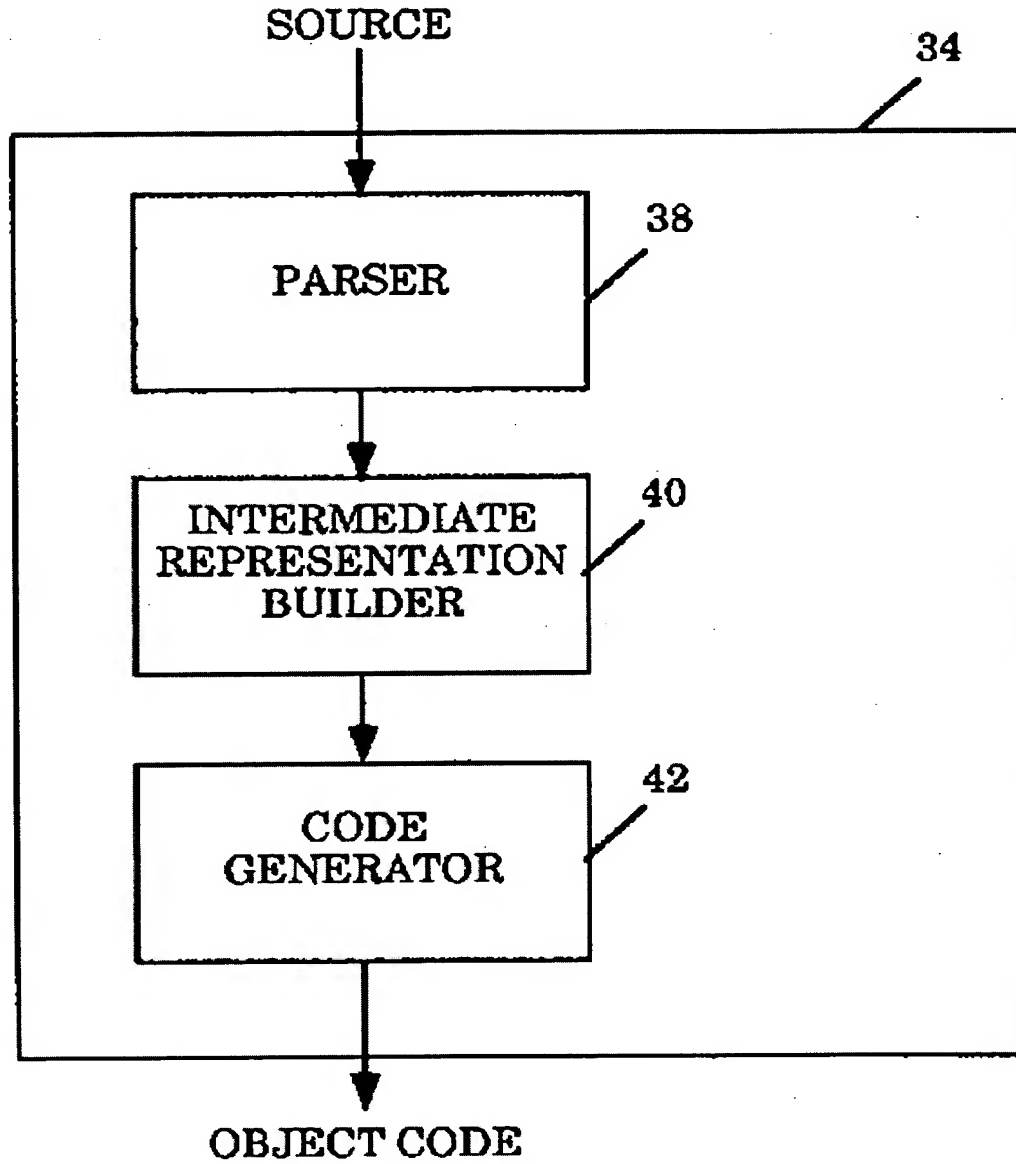 SOURCE
34
PARSER
38
INTERMEDIATE
REPRESENTATION
BUILDER
40
CODE
GENERATOR
42
OBJECT CODE